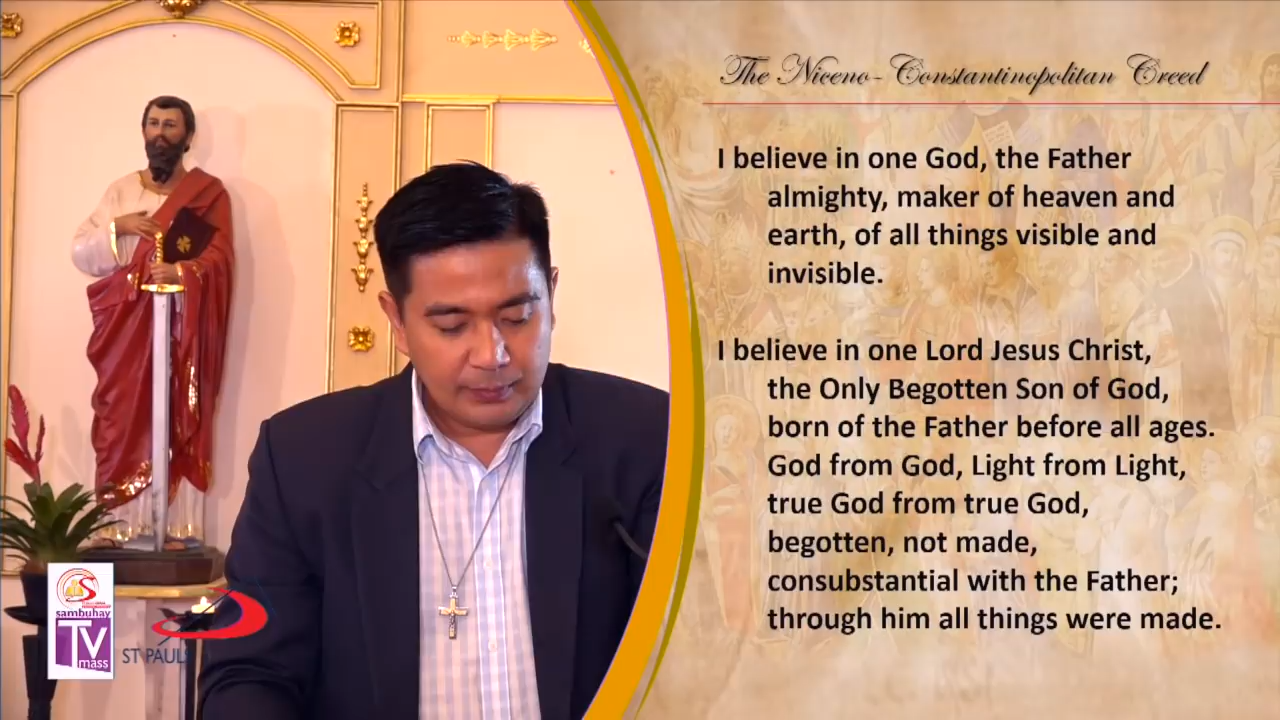 The Niceno-Constantinopolitan Creed
I believe in one God, the Father
almighty, maker of heaven and
earth, of all things visible and
invisible.
I believe in one Lord Jesus Christ,
the Only Begotten Son of God,
born of the Father before all ages.
God from God, Light from Light,
true God from true God,
begotten, not made,
consubstantial with the Father;
through him all things were made.
sambuhay
TV
mass
ST PAULS